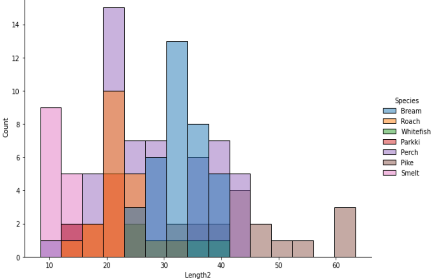 14
12
10
8
6
4
2
0
Count
10 20 30 40 50 60
Length2
Species
Bream
Roach
Whitefish
Parkki
Perch
Pike
Smelt